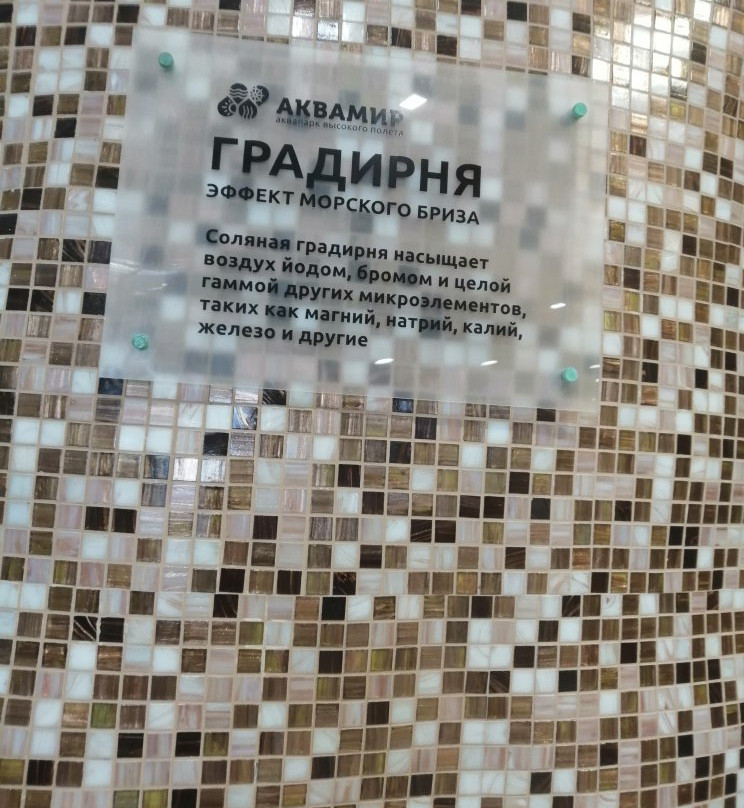 АКВАМИР
аквапарк высокого полета
ГРАДИРНЯ
ЭФФЕКТ МОРСКОГО БРИЗА
Соляная градирня насыщает
воздух йодом, бромом и целой
гаммой других микроэлементов,
таких как магний, натрий, калий,
железо и другие